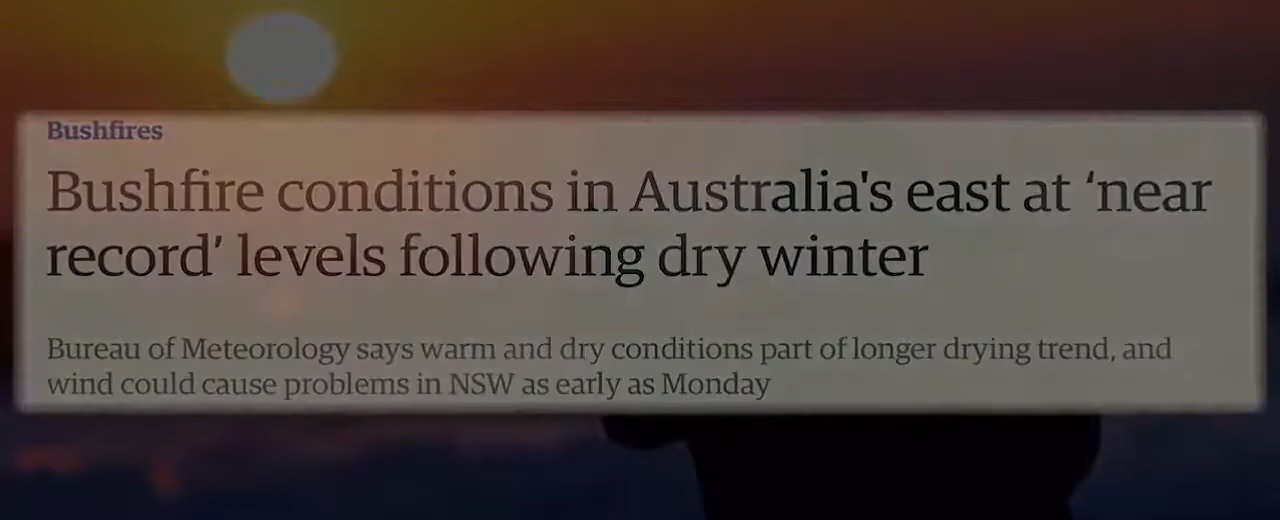 Bushfires
Bushfire conditions in Australia's east at ‘near
record’ levels following dry winter
Bureau of Meteorology says warm and dry conditions part of longer drying trend, and
wind could cause problems in NSW as early as Monday